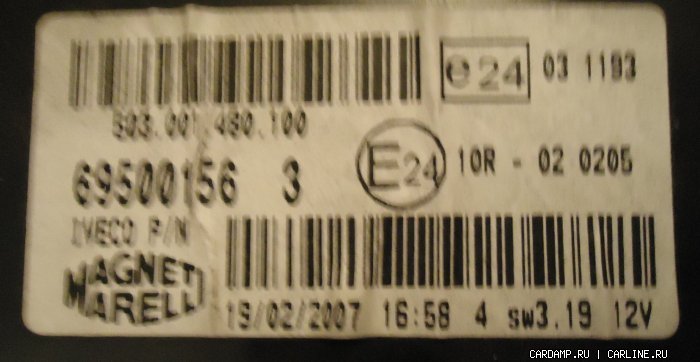 e24 03 1193
503.001.480.100
E24 10R - 02 0205
69500156 3
IVECO P/N
MAGNETI
MARELLI
19/02/2007 16:58 4 sw3.19 12V
CARDAMP.RU | CARLINE.RU